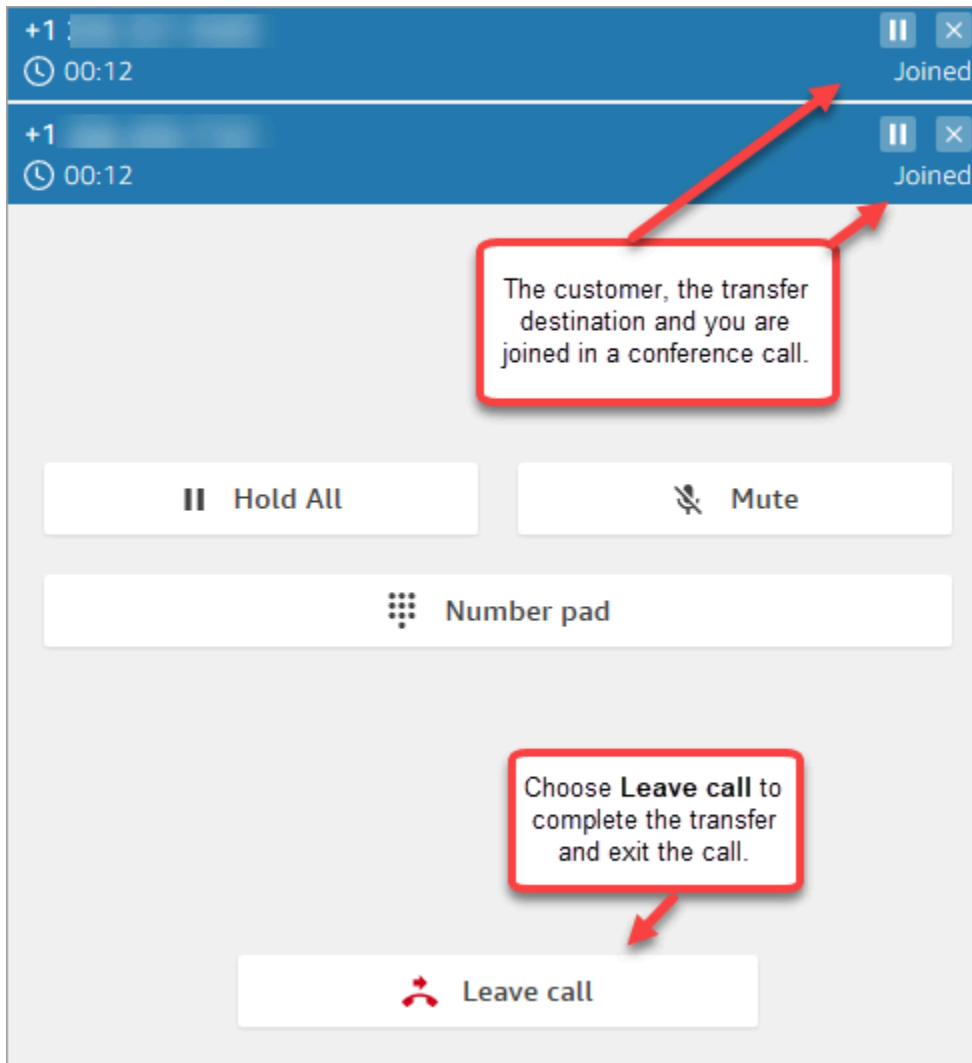 +1
00:12
Joined
+1
00:12
Joined
The customer, the transfer
destination and you are
joined in a conference call.
Hold All
Mute
Number pad
Choose Leave call to
complete the transfer
and exit the call.
Leave call